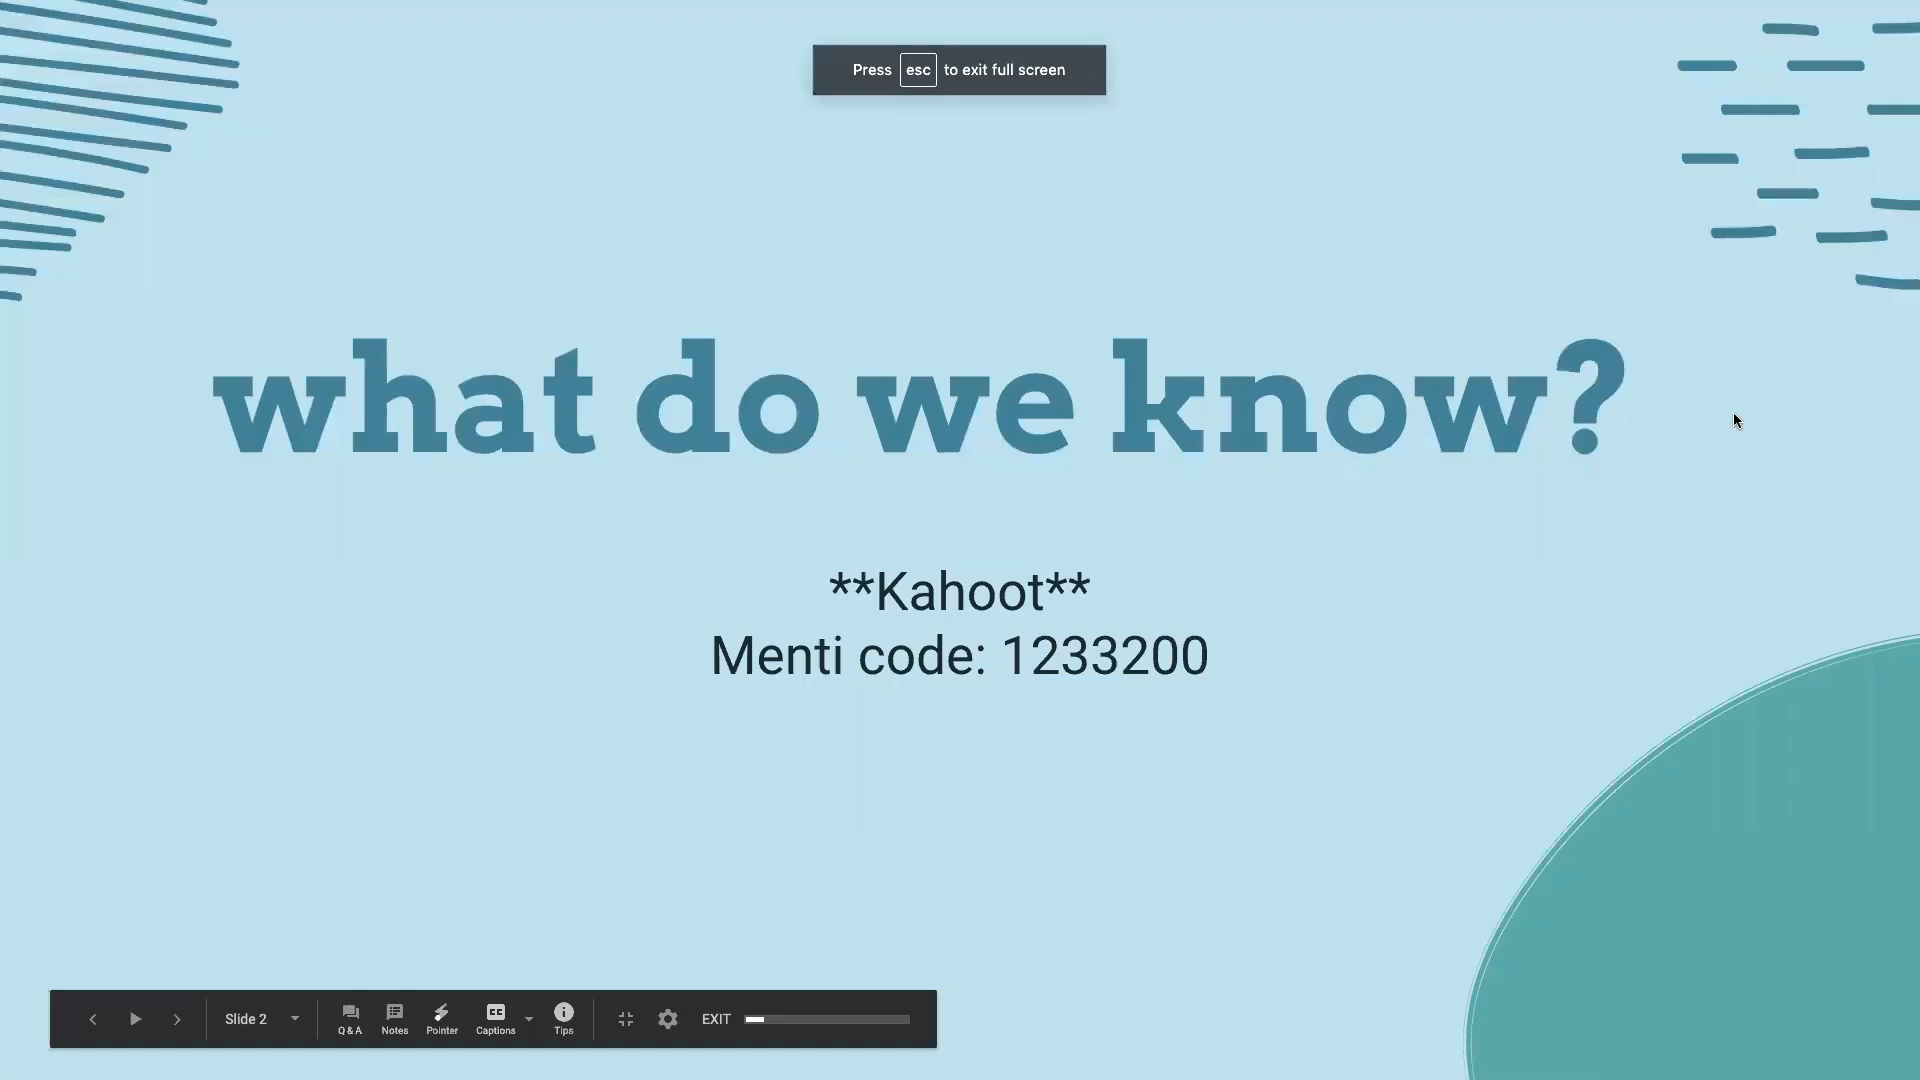 Press esc to exit full screen
what do we know?
**Kahoot**
Menti code: 1233200
Slide 2
Q & A
Notes
Pointer
CC
Captions
Tips
EXIT